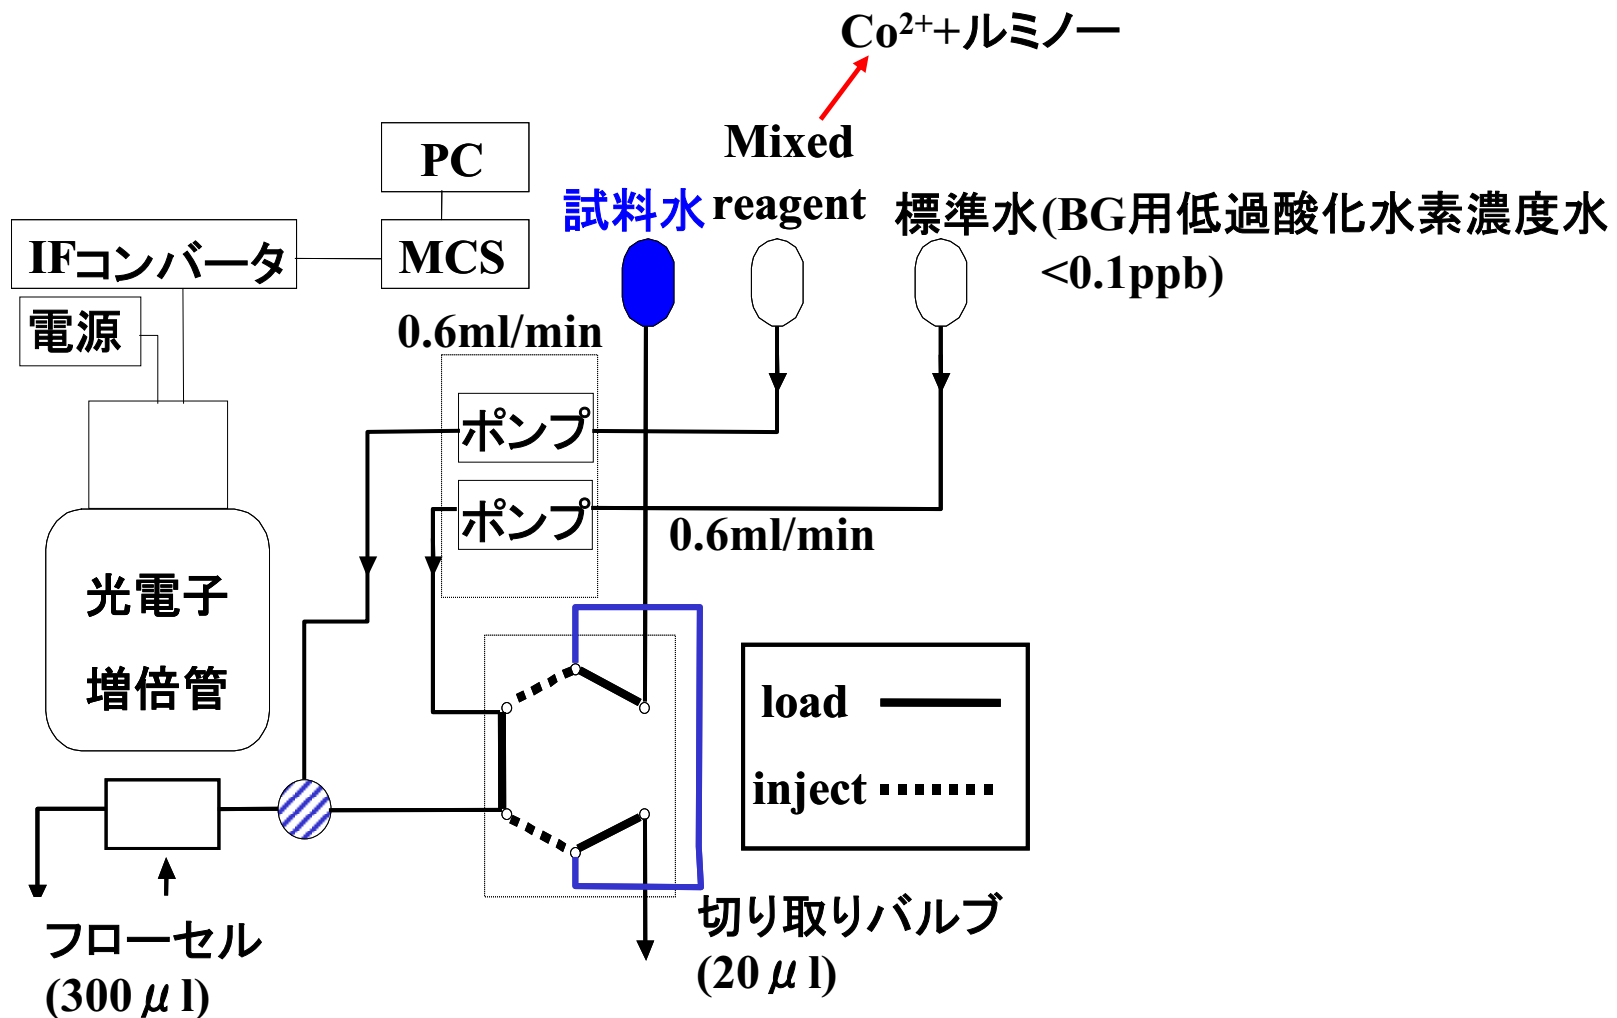 Co²⁺+ルミノー
Mixed
reagent
PC
試料水
標準水(BG用低過酸化水素濃度水
<0.1ppb)
IFコンバータ
MCS
電源
0.6ml/min
ポンプ
ポンプ
0.6ml/min
光電子
増倍管
load
inject
切り取りバルブ
(20μl)
フローセル
(300μl)